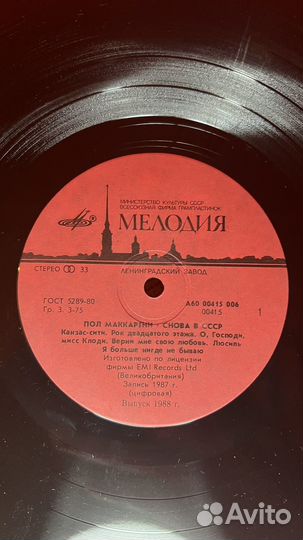 МИНИСТЕРСТВО КУЛЬТУРЫ СССР
ВСЕСОЮЗНАЯ ФИРМА ГРАМПЛАСТИНОК
МЕЛОДИЯ
СТЕРЕО 33
ЛЕНИНГРАДСКИЙ ЗАВОД
ГОСТ 5289-80
Гр. 3. 3-75
А60 00415 006
00415
1
ПОЛ МАККАРТНИ · СНОВА В СССР
Канзас-сити. Рок двадцатого этажа. О, Господи,
мисс Клоди. Верни мне свою любовь. Люсиль
Я больше нигде не бываю
Изготовлено по лицензии
фирмы EMI Records Ltd
(Великобритания)
Запись 1987 г.
(цифровая)
Выпуск 1988 г.
Avito